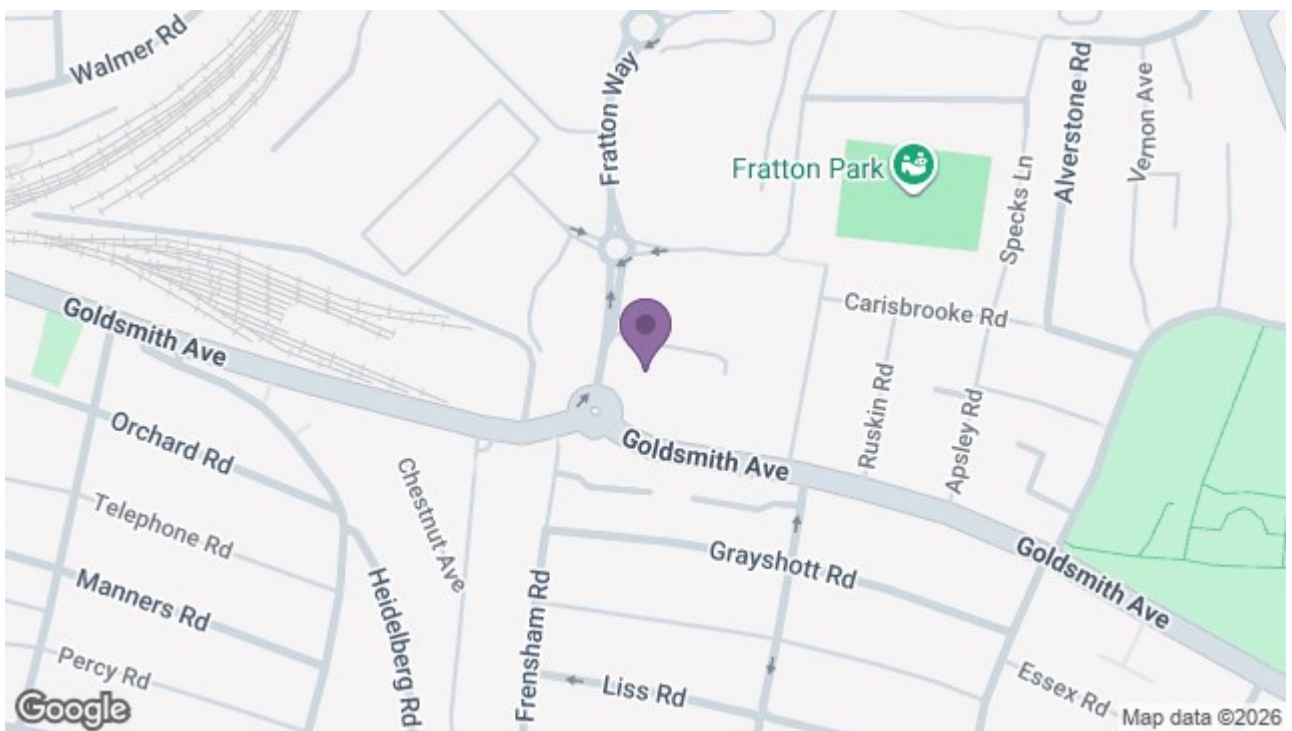 Walmer Rd
Fratton Way
Alverstone Rd
Vernon Ave
Fratton Park
Specks Ln
Goldsmith Ave
Carisbrooke Rd
Ruskin Rd
Apsley Rd
Orchard Rd
Goldsmith Ave
Chestnut Ave
Telephone Rd
Grayshott Rd
Goldsmith Ave
Manners Rd
Heidelberg Rd
Frensham Rd
Percy Rd
Liss Rd
Essex Rd
Google
Map data ©2026